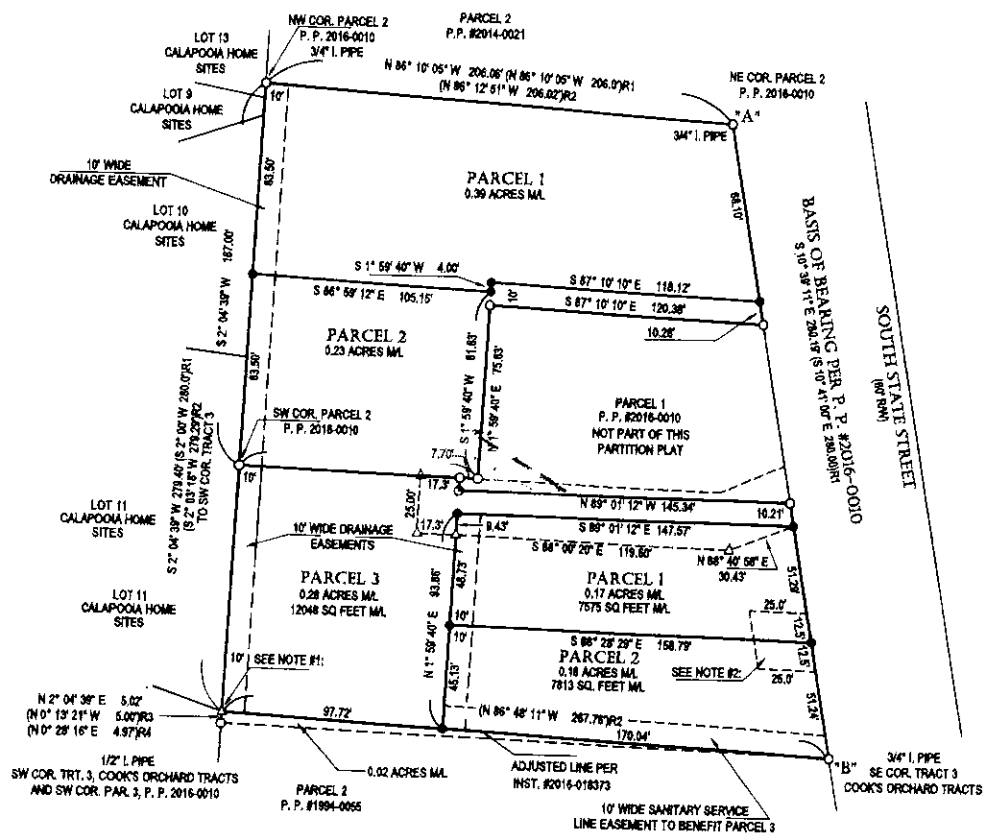 LOT 13
CALAPOOIA HOME
SITES
NW COR. PARCEL 2
P. P. 2016-0010
3/4" I. PIPE
PARCEL 2
P.P. #2014-0021
N 86° 10' 05" W 206.06' (N 86° 10' 05" W 206.0')R1
(N 86° 12' 51" W 206.02')R2
NE COR. PARCEL 2
P. P. 2016-0010
"A"
3/4" I. PIPE
LOT 9
CALAPOOIA HOME
SITES
10'
10' WIDE
DRAINAGE EASEMENT
83.50'
PARCEL 1
0.39 ACRES M/L
68.10'
LOT 10
CALAPOOIA HOME
SITES
S 2° 04' 39" W 167.00'
S 1° 59' 40" W 4.00'
S 86° 59' 12" E 105.15'
10'
S 87° 10' 10" E 118.12'
S 87° 10' 10" E 120.38'
10.28'
BASIS OF BEARING PER P. P. #2016-0010
S 10° 39' 11" E 280.19' (S 10° 41' 00" E 280.00)R1
SOUTH STATE STREET
(60' R/W)
PARCEL 2
0.23 ACRES M/L
83.50'
S 1° 59' 40" W 81.63'
N 1° 59' 40" E 75.63'
PARCEL 1
P. P. #2016-0010
NOT PART OF THIS
PARTITION PLAT
SW COR. PARCEL 2
P. P. 2016-0010
S 2° 04' 39" W 279.40' (S 2° 00' W 280.0')R1
(S 2° 03' 18" W 279.29')R2
TO SW COR. TRACT 3
10'
7.70'
17.3'
25.00'
17.3'
N 89° 01' 12" W 145.34'
10.21'
9.43'
S 89° 01' 12" E 147.57'
S 88° 00' 20" E 119.60'
N 68° 40' 56" E
30.43'
LOT 11
CALAPOOIA HOME
SITES
10' WIDE DRAINAGE
EASEMENTS
PARCEL 3
0.28 ACRES M/L
12048 SQ FEET M/L
48.73'
N 1° 59' 40" E 93.86'
PARCEL 1
0.17 ACRES M/L
7575 SQ FEET M/L
51.29'
25.0'
12.5'
12.5'
25.0'
LOT 11
CALAPOOIA HOME
SITES
10'
10'
S 88° 28' 29" E 158.79'
PARCEL 2
0.18 ACRES M/L
7813 SQ. FEET M/L
SEE NOTE #2:
10'
SEE NOTE #1:
45.13'
51.24'
N 2° 04' 39" E 5.02'
(N 0° 13' 21" W 5.00')R3
(N 0° 28' 16" E 4.97')R4
97.72'
(N 86° 48' 11" W 267.76')R2
170.04'
"B"
3/4" I. PIPE
SE COR. TRACT 3
COOK'S ORCHARD TRACTS
1/2" I. PIPE
SW COR. TRT. 3, COOK'S ORCHARD TRACTS
AND SW COR. PAR. 3, P. P. 2016-0010
0.02 ACRES M/L
PARCEL 2
P. P. #1994-0055
ADJUSTED LINE PER
INST. #2016-018373
10' WIDE SANITARY SERVICE
LINE EASEMENT TO BENEFIT PARCEL 3